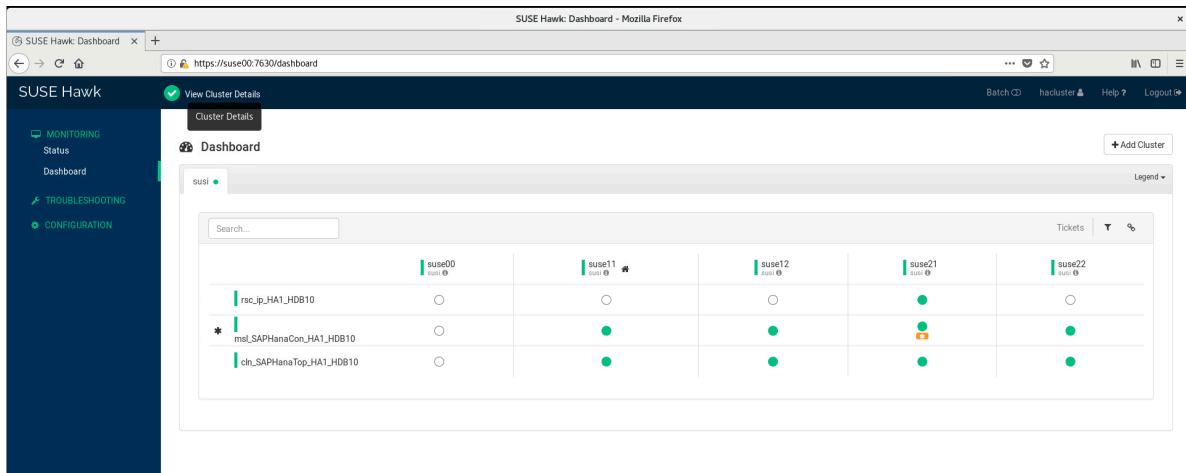 SUSE Hawk: Dashboard - Mozilla Firefox
SUSE Hawk: Dashboard
https://suse00:7630/dashboard
SUSE Hawk
View Cluster Details
Batch
hacluster
Help ?
Logout
Cluster Details
MONITORING
Status
Dashboard
TROUBLESHOOTING
CONFIGURATION
Dashboard
+ Add Cluster
susi
Legend
Search...
Tickets
suse00
susi
suse11
susi
suse12
susi
suse21
susi
suse22
susi
rsc_ip_HA1_HDB10
msl_SAPHanaCon_HA1_HDB10
cln_SAPHanaTop_HA1_HDB10